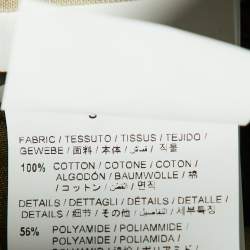 FABRIC / TESSUTO / TISSUS / TEJIDO /
GEWEBE / 面料 / 本体 / قماش / 직물
100% COTTON / COTONE / COTON /
ALGODÓN / BAUMWOLLE / 棉
/ コットン / قطن / 면직
DETAILS / DETTAGLI / DÉTAILS / DETALLE /
DETAILS / 细节 / その他 / التفاصيل / 세부특징
56% POLYAMIDE / POLIAMMIDE /
POLYAMIDE / POLIAMIDA /